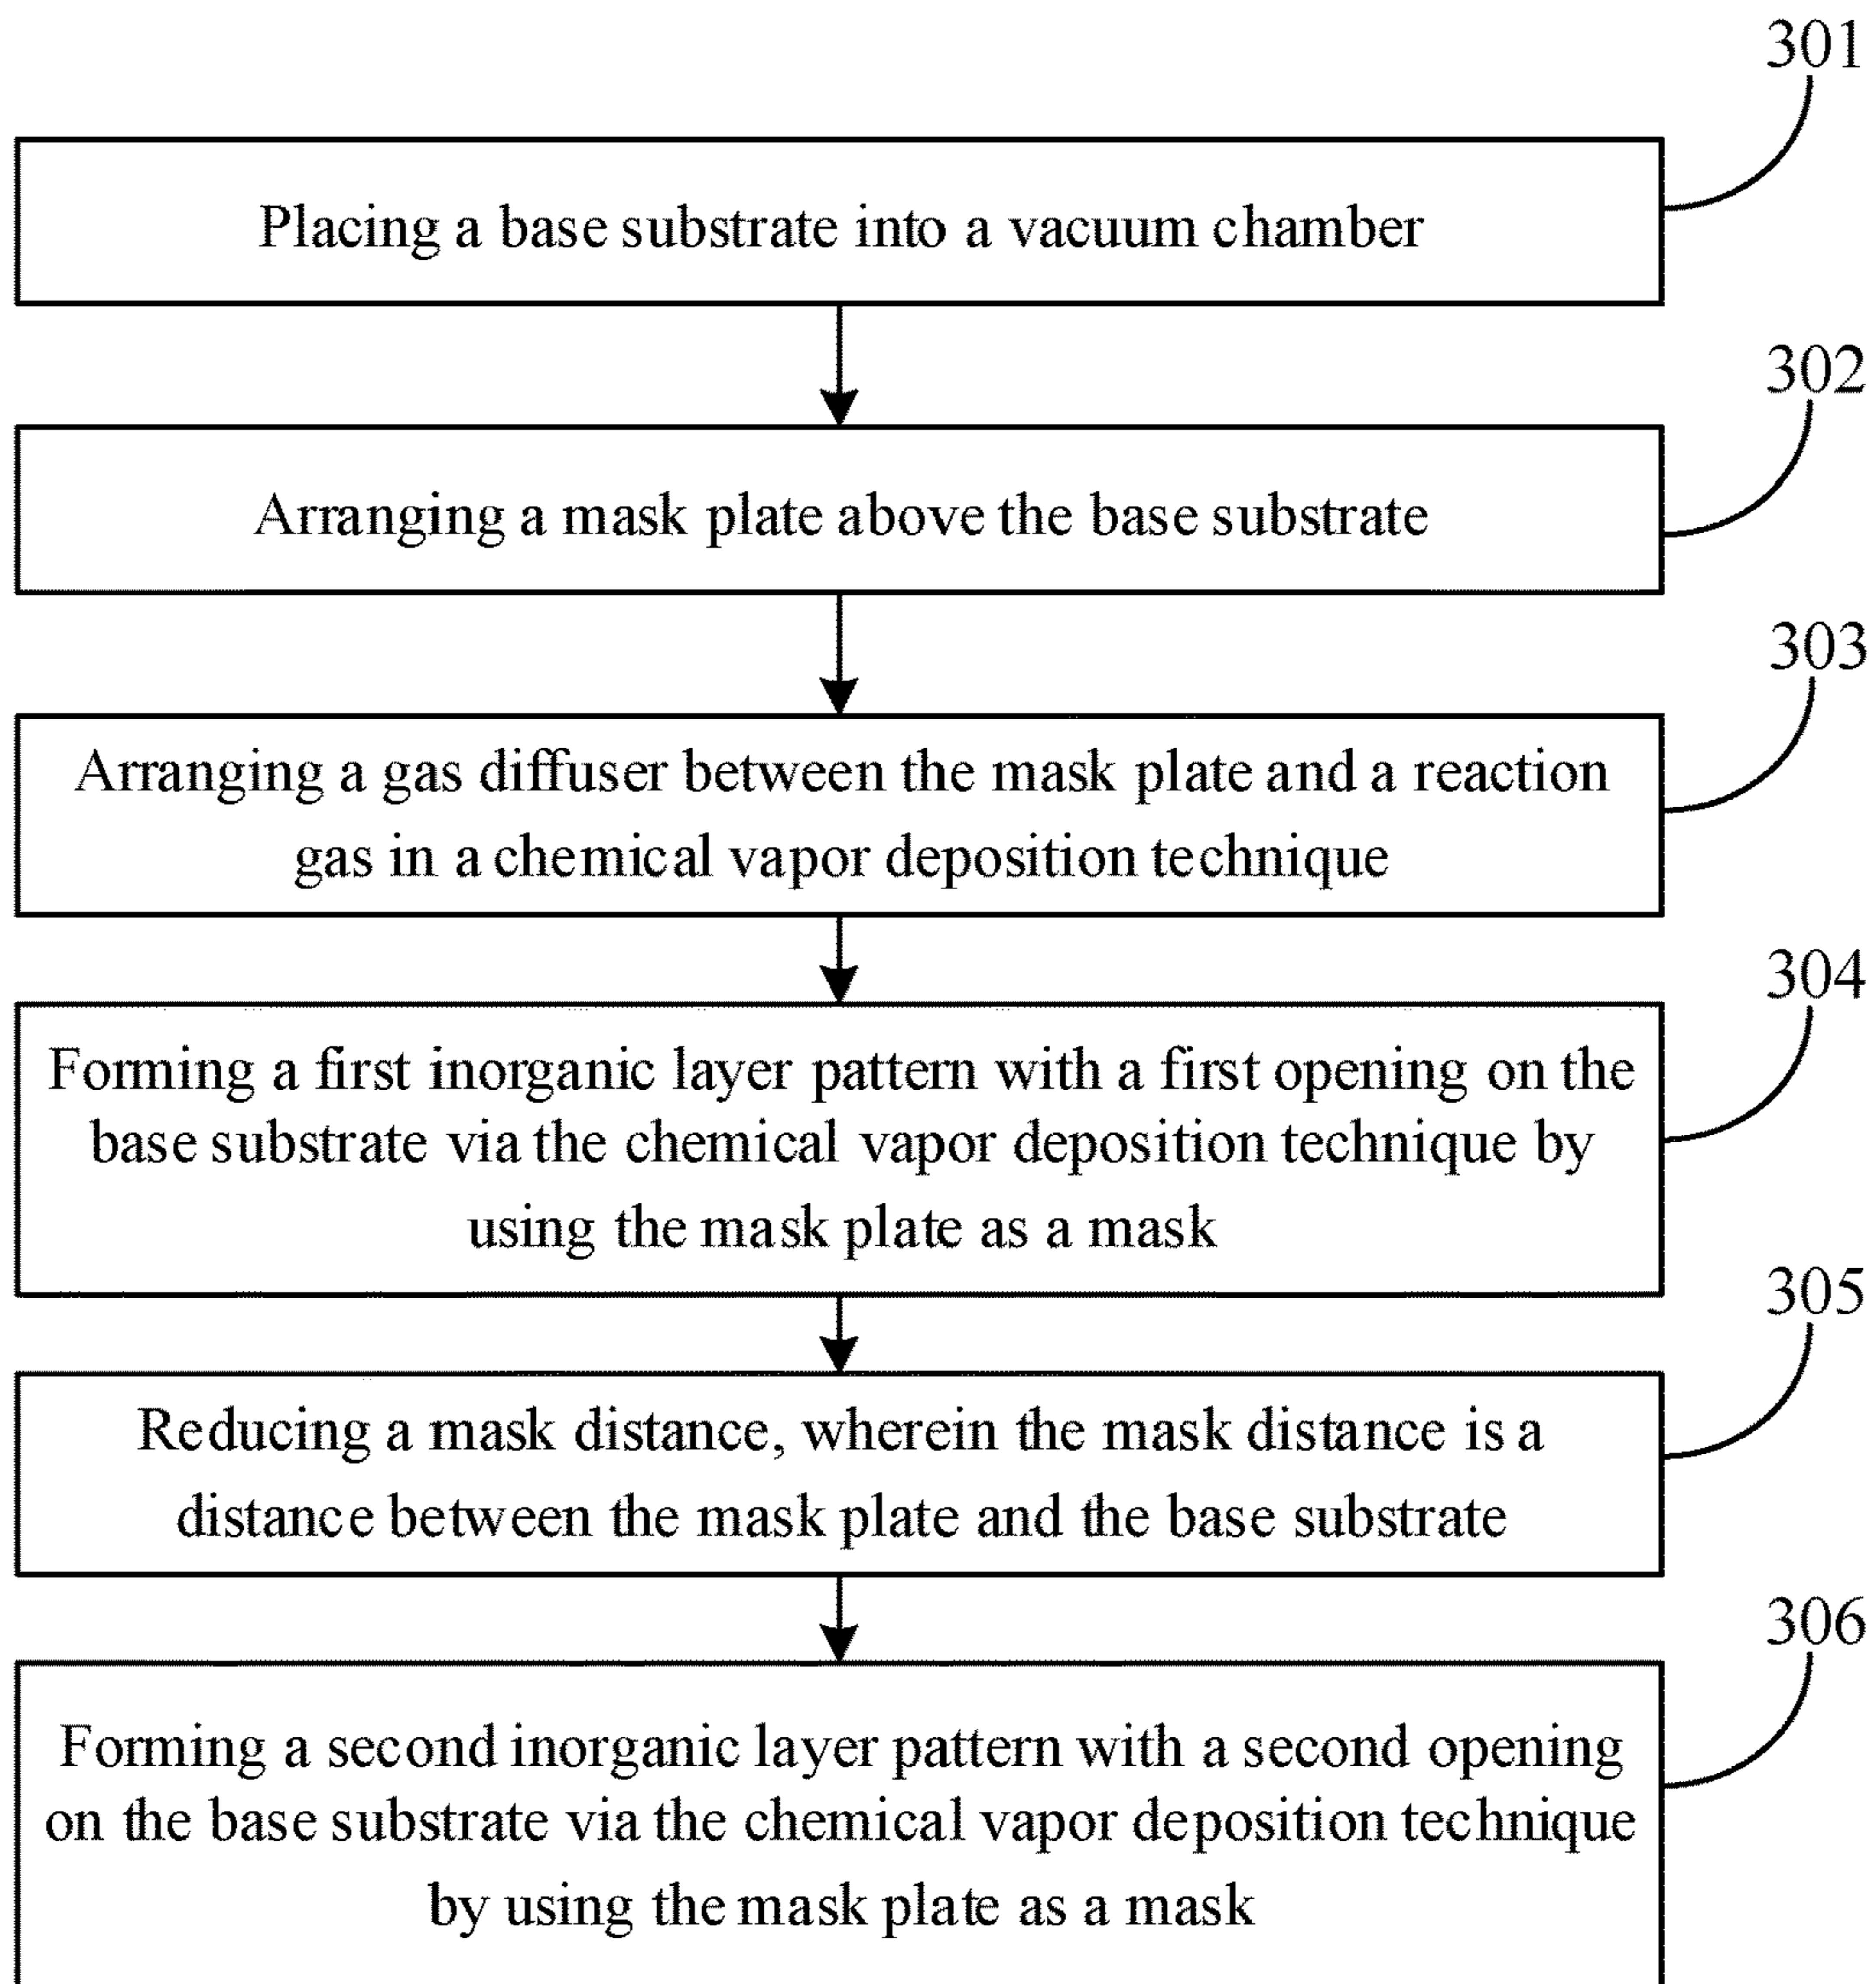 301
Placing a base substrate into a vacuum chamber
302
Arranging a mask plate above the base substrate
303
Arranging a gas diffuser between the mask plate and a reaction
gas in a chemical vapor deposition technique
304
Forming a first inorganic layer pattern with a first opening on the
base substrate via the chemical vapor deposition technique by
using the mask plate as a mask
305
Reducing a mask distance, wherein the mask distance is a
distance between the mask plate and the base substrate
306
Forming a second inorganic layer pattern with a second opening
on the base substrate via the chemical vapor deposition technique
by using the mask plate as a mask